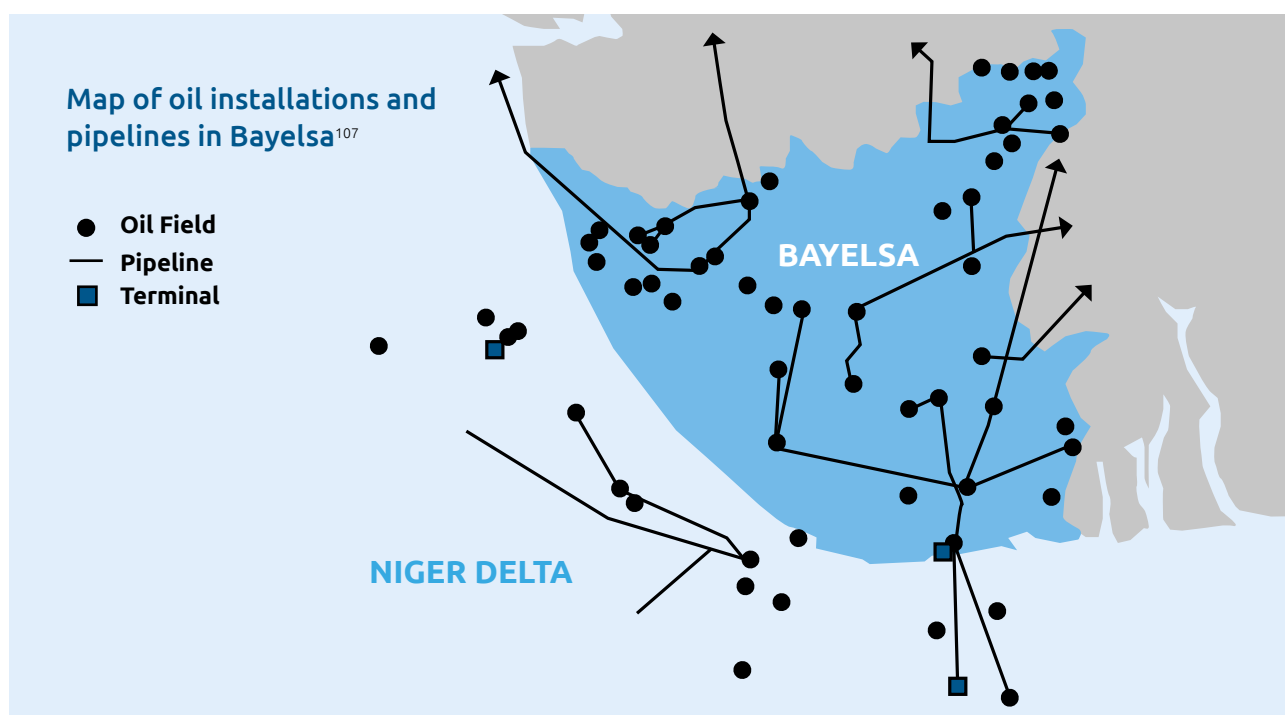 Map of oil installations and
pipelines in Bayelsa107
Oil Field
Pipeline
Terminal
BAYELSA
NIGER DELTA